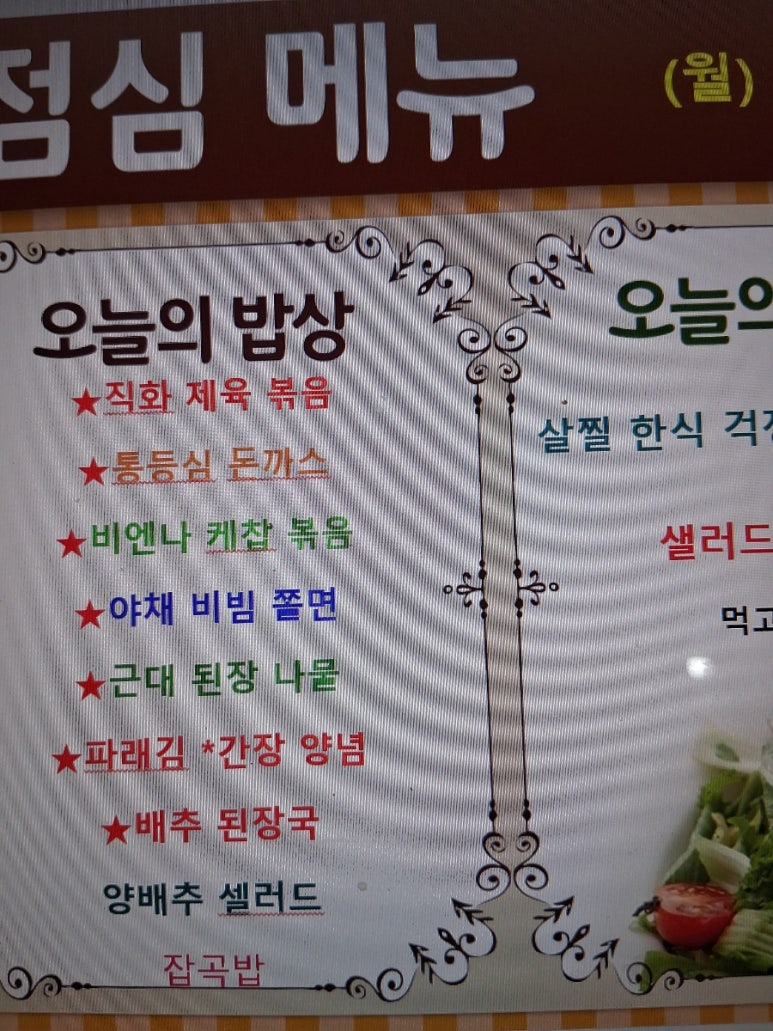 점심 메뉴 (월)
오늘의 밥상
★직화 제육 볶음
★통등심 돈까스
★비엔나 케찹 볶음
★야채 비빔 쫄면
★근대 된장 나물
★파래김 *간장 양념
★배추 된장국
양배추 셀러드
잡곡밥
오늘의
살찔 한식
샐러드
먹고